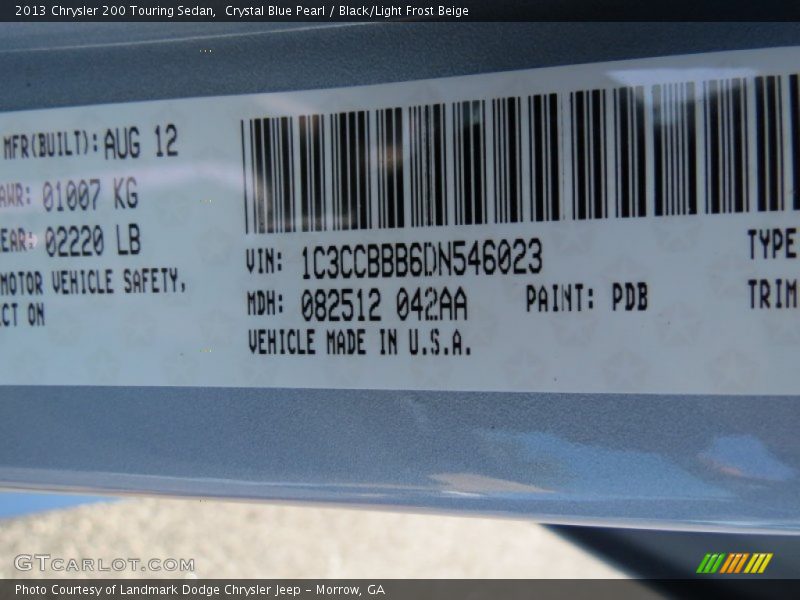 2013 Chrysler 200 Touring Sedan,  Crystal Blue Pearl / Black/Light Frost Beige
MFR(BUILT): AUG 12
AWR: 01007 KG
EAR: 02220 LB
MOTOR VEHICLE SAFETY,
CT ON
VIN: 1C3CCBBB6DN546023
MDH: 082512 042AA
PAINT: PDB
VEHICLE MADE IN U.S.A.
TYPE
TRIM
GTCARLOT.COM
Photo Courtesy of Landmark Dodge Chrysler Jeep – Morrow, GA